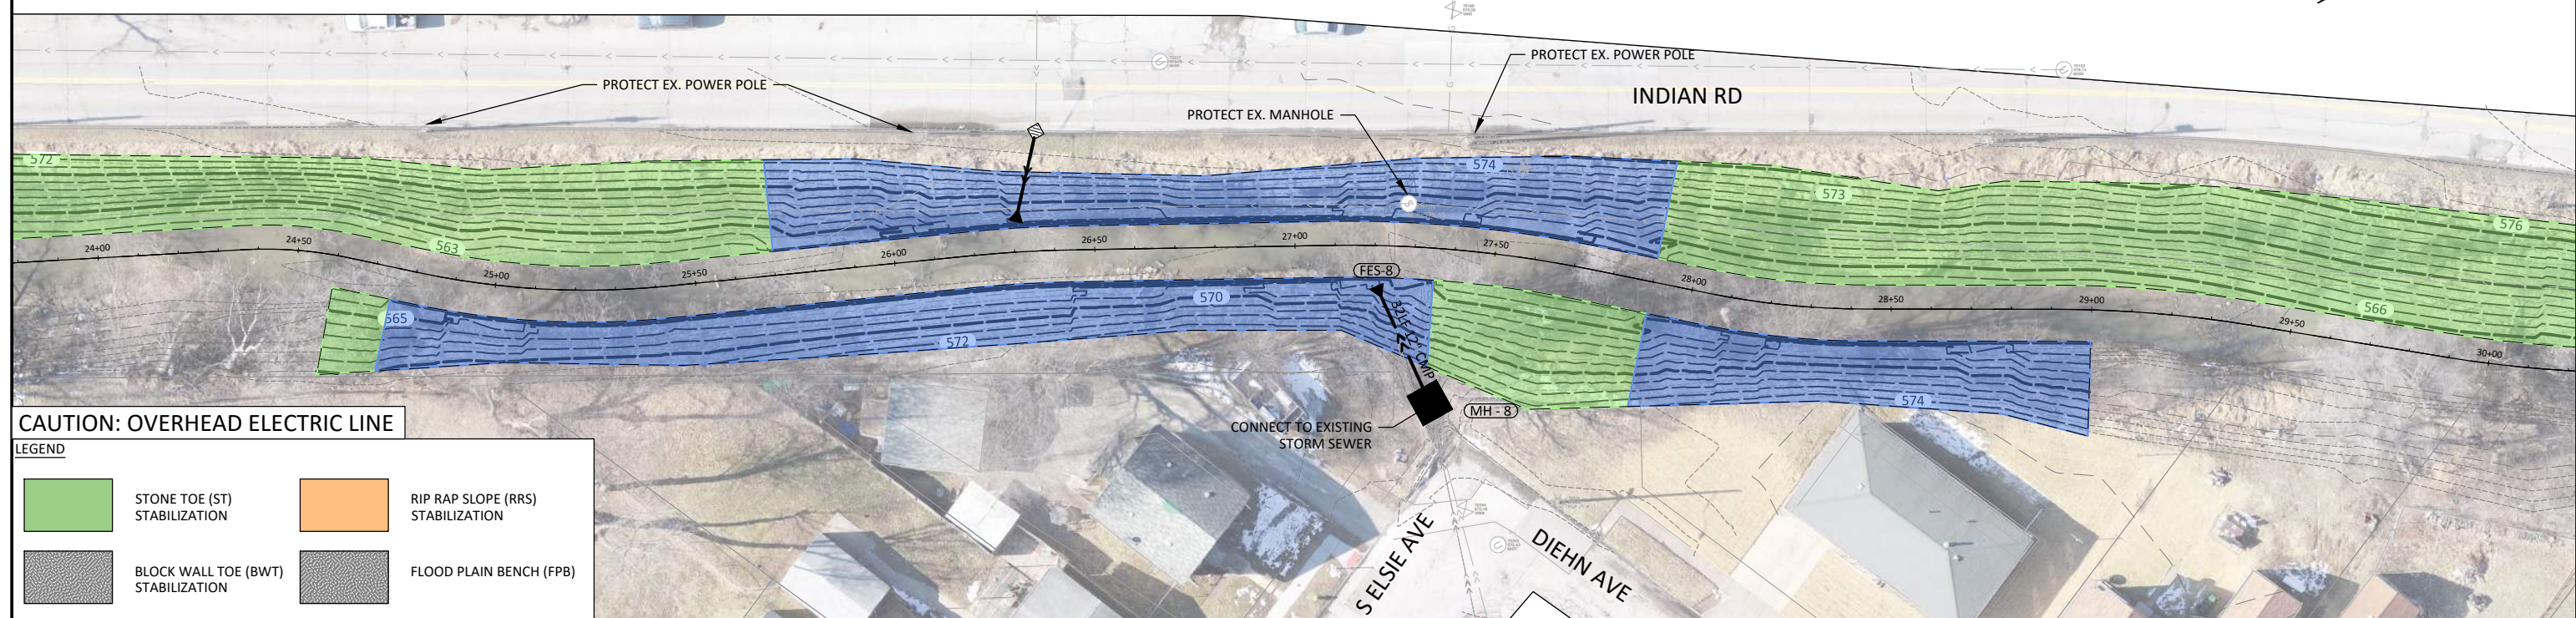 PROTECT EX. POWER POLE
PROTECT EX. POWER POLE
INDIAN RD
PROTECT EX. MANHOLE
572
574
573
576
563
24+00
24+50
25+00
25+50
26+00
26+50
27+00
27+50
28+00
28+50
29+00
29+50
30+00
566
565
570
572
574
FES-8
32LF 12" CMP
MH - 8
CONNECT TO EXISTING
STORM SEWER
S ELSIE AVE
DIEHN AVE
CAUTION: OVERHEAD ELECTRIC LINE
LEGEND
STONE TOE (ST)
STABILIZATION
RIP RAP SLOPE (RRS)
STABILIZATION
BLOCK WALL TOE (BWT)
STABILIZATION
FLOOD PLAIN BENCH (FPB)